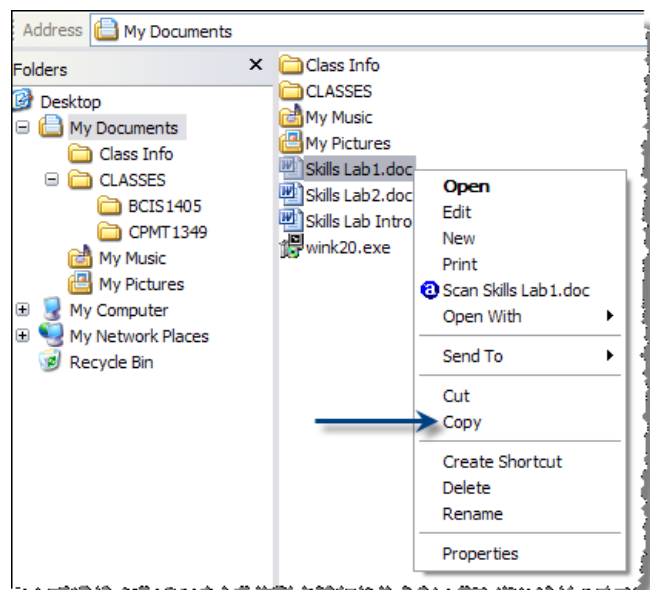 Address My Documents
Folders X
Desktop
My Documents
Class Info
CLASSES
BCIS1405
CPMT1349
My Music
My Pictures
My Computer
My Network Places
Recycle Bin
Class Info
CLASSES
My Music
My Pictures
Skills Lab1.doc
Skills Lab2.doc
Skills Lab Intro
wink20.exe
Open
Edit
New
Print
Scan Skills Lab1.doc
Open With
Send To
Cut
Copy
Create Shortcut
Delete
Rename
Properties